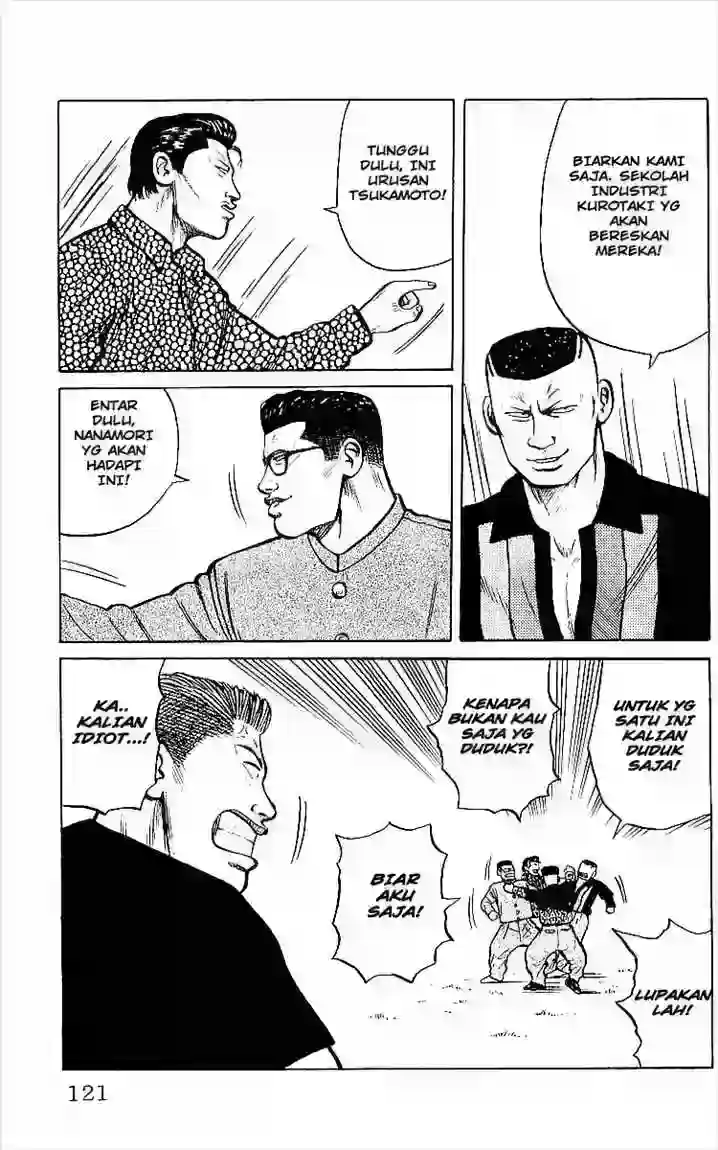 BIARKAN KAMI
SAJA. SEKOLAH
INDUSTRI
KUROTAKI YG
AKAN
BERESKAN
MEREKA!
TUNGGU
DULU, INI
URUSAN
TSUKAMOTO!
ENTAR
DULU,
NANAMORI
YG AKAN
HADAPI
INI!
UNTUK YG
SATU INI
KALIAN
DUDUK
SAJA!
KENAPA
BUKAN KAU
SAJA YG
DUDUK?!
BIAR
AKU
SAJA!
LUPAKAN
LAH!
KA..
KALIAN
IDIOT...!
121